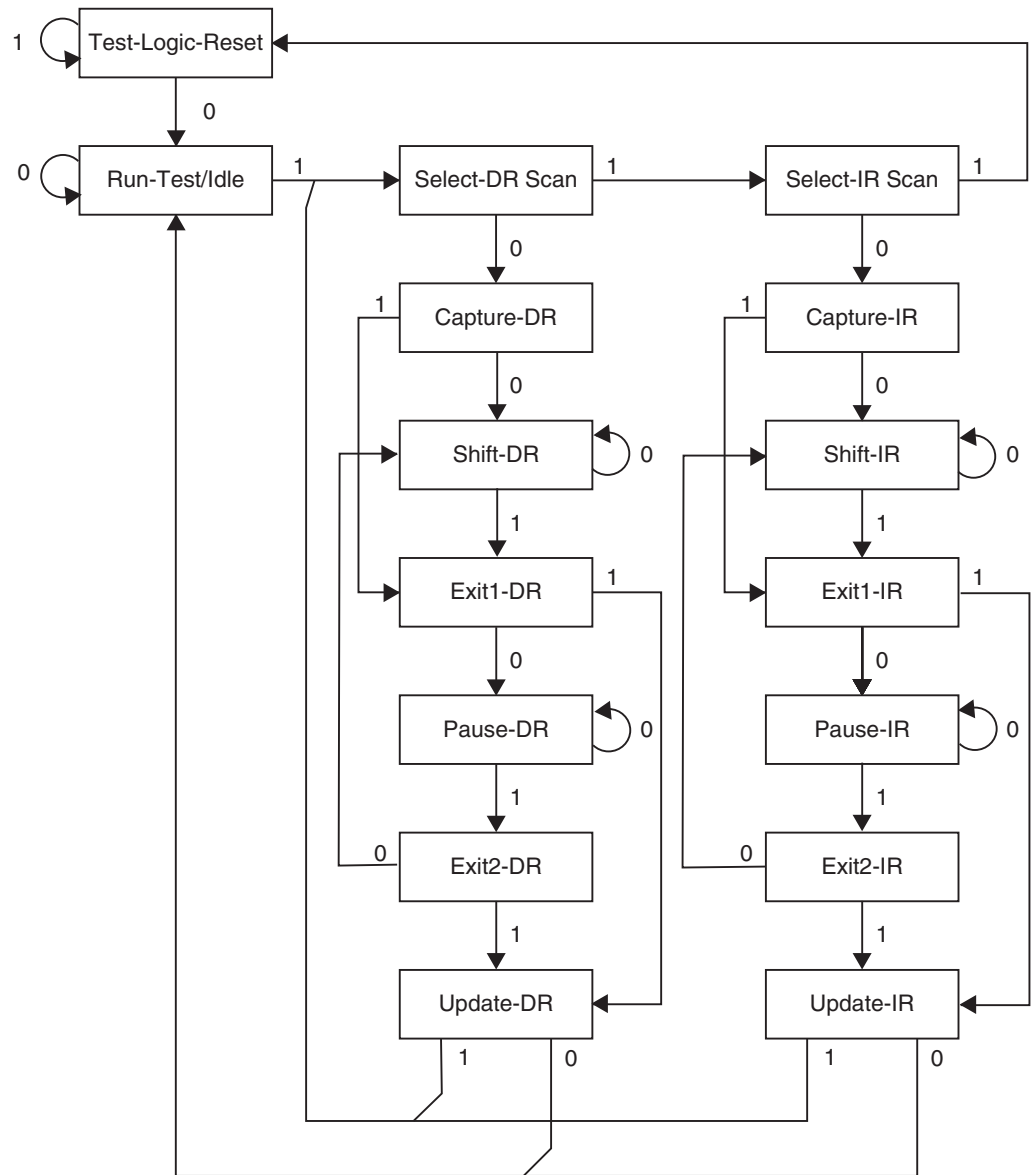 1
Test-Logic-Reset
0
0
Run-Test/Idle
1
Select-DR Scan
1
Select-IR Scan
1
0
0
1
Capture-DR
1
Capture-IR
0
0
Shift-DR
0
Shift-IR
0
1
1
Exit1-DR
1
Exit1-IR
1
0
0
Pause-DR
0
Pause-IR
0
1
1
0
Exit2-DR
0
Exit2-IR
1
1
Update-DR
Update-IR
1
0
1
0